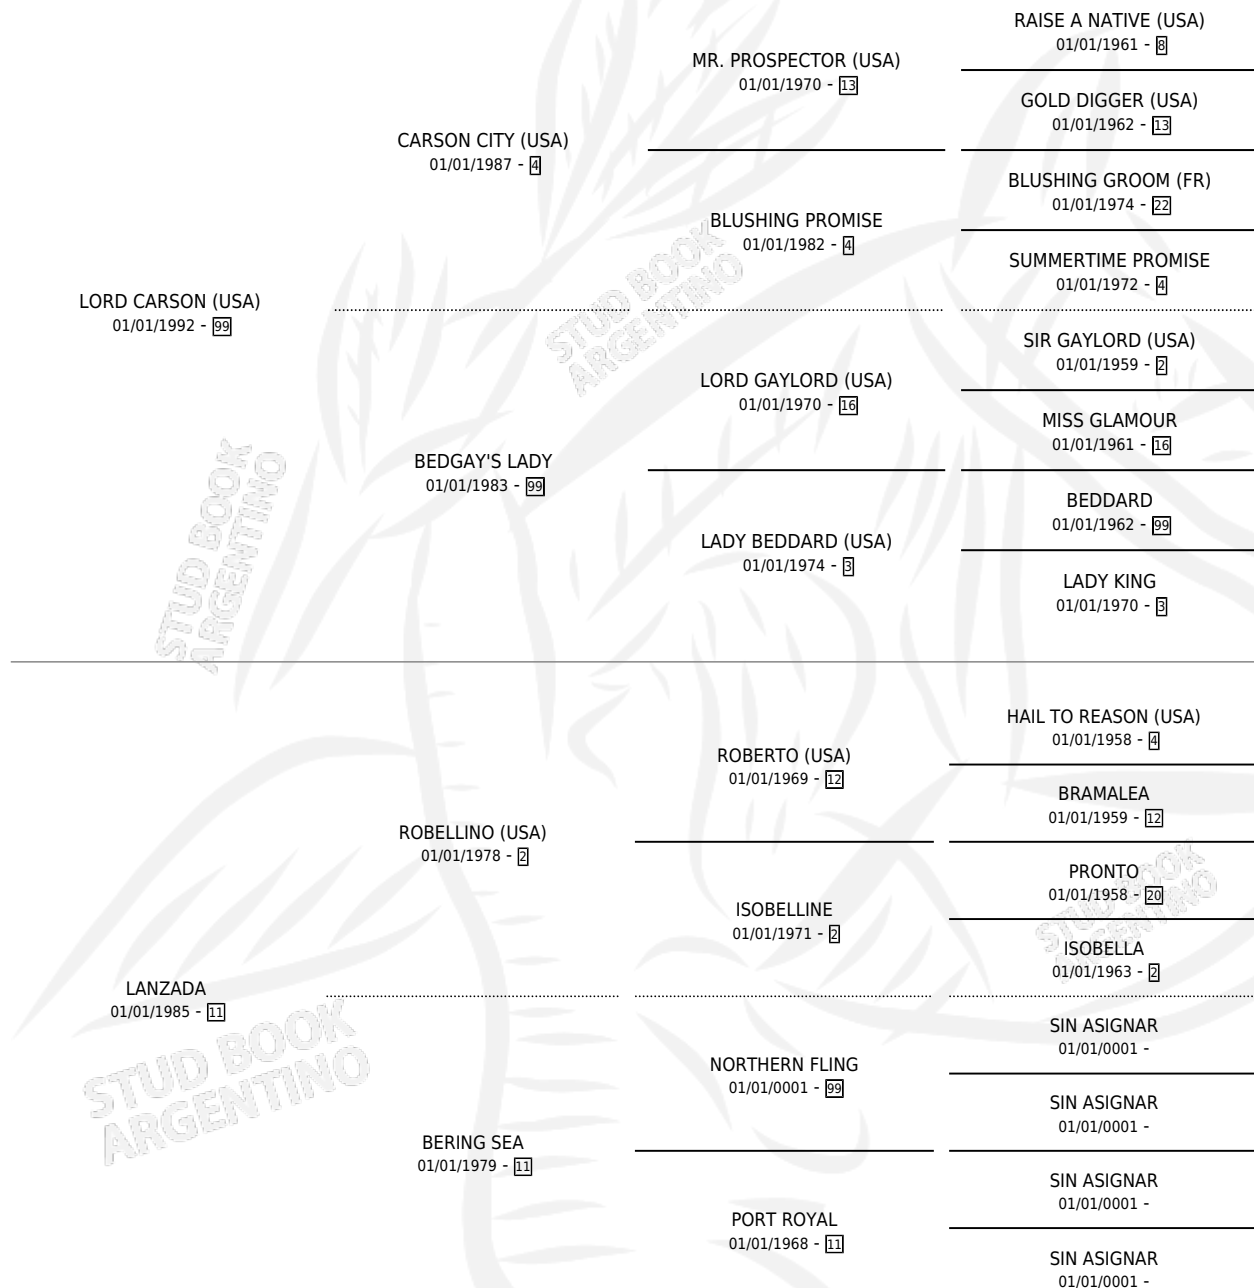 RAISE A NATIVE (USA)
01/01/1961 - 8
MR. PROSPECTOR (USA)
01/01/1970 - 13
GOLD DIGGER (USA)
01/01/1962 - 13
CARSON CITY (USA)
01/01/1987 - 4
BLUSHING GROOM (FR)
01/01/1974 - 22
BLUSHING PROMISE
01/01/1982 - 4
SUMMERTIME PROMISE
01/01/1972 - 4
LORD CARSON (USA)
01/01/1992 - 99
STUD BOOK
ARGENTINO
SIR GAYLORD (USA)
01/01/1959 - 2
LORD GAYLORD (USA)
01/01/1970 - 16
MISS GLAMOUR
01/01/1961 - 16
BEDGAY'S LADY
01/01/1983 - 99
STUD BOOK
ARGENTINO
BEDDARD
01/01/1962 - 99
LADY BEDDARD (USA)
01/01/1974 - 3
LADY KING
01/01/1970 - 3
HAIL TO REASON (USA)
01/01/1958 - 4
ROBERTO (USA)
01/01/1969 - 12
BRAMALEA
01/01/1959 - 12
ROBELLINO (USA)
01/01/1978 - 2
PRONTO
01/01/1958 - 20
STUD BOOK
ARGENTINO
ISOBELLINE
01/01/1971 - 2
ISOBELLA
01/01/1963 - 2
LANZADA
01/01/1985 - 11
STUD BOOK
ARGENTINO
SIN ASIGNAR
01/01/0001 -
NORTHERN FLING
01/01/0001 - 99
SIN ASIGNAR
01/01/0001 -
BERING SEA
01/01/1979 - 11
SIN ASIGNAR
01/01/0001 -
PORT ROYAL
01/01/1968 - 11
SIN ASIGNAR
01/01/0001 -